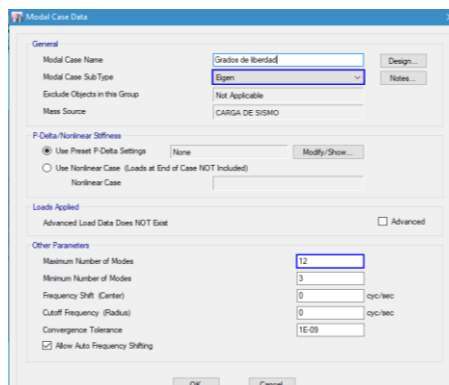 Modal Case Data
General
Modal Case Name Grados de libertad Design...
Modal Case SubType Eigen Notes...
Exclude Objects in this Group Not Applicable
Mass Source CARGA DE SISMO
P-Delta/Nonlinear Stiffness
Use Preset P-Delta Settings None Modify/Show...
Use Nonlinear Case (Loads at End of Case NOT Included)
Nonlinear Case
Loads Applied
Advanced Load Data Does NOT Exist Advanced
Other Parameters
Maximum Number of Modes 12
Minimum Number of Modes 3
Frequency Shift (Center) 0 cyc/sec
Cutoff Frequency (Radius) 0 cyc/sec
Convergence Tolerance 1E-09
Allow Auto Frequency Shifting
OK Cancel